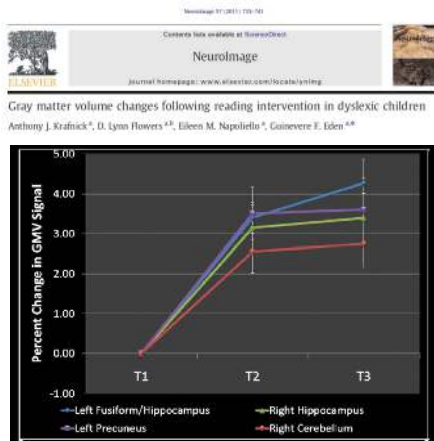 NeuroImage 57 (2011) 733–741
Contents lists available at ScienceDirect
NeuroImage
journal homepage: www.elsevier.com/locate/ynimg
ELSEVIER
Gray matter volume changes following reading intervention in dyslexic children
Anthony J. Krafnick a, D. Lynn Flowers a,b, Eileen M. Napoliello a, Guinevere F. Eden a,*
Percent Change in GMV Signal
5.00
4.00
3.00
2.00
1.00
0.00
-1.00
T1 T2 T3
Left Fusiform/Hippocampus Right Hippocampus
Left Precuneus Right Cerebellum